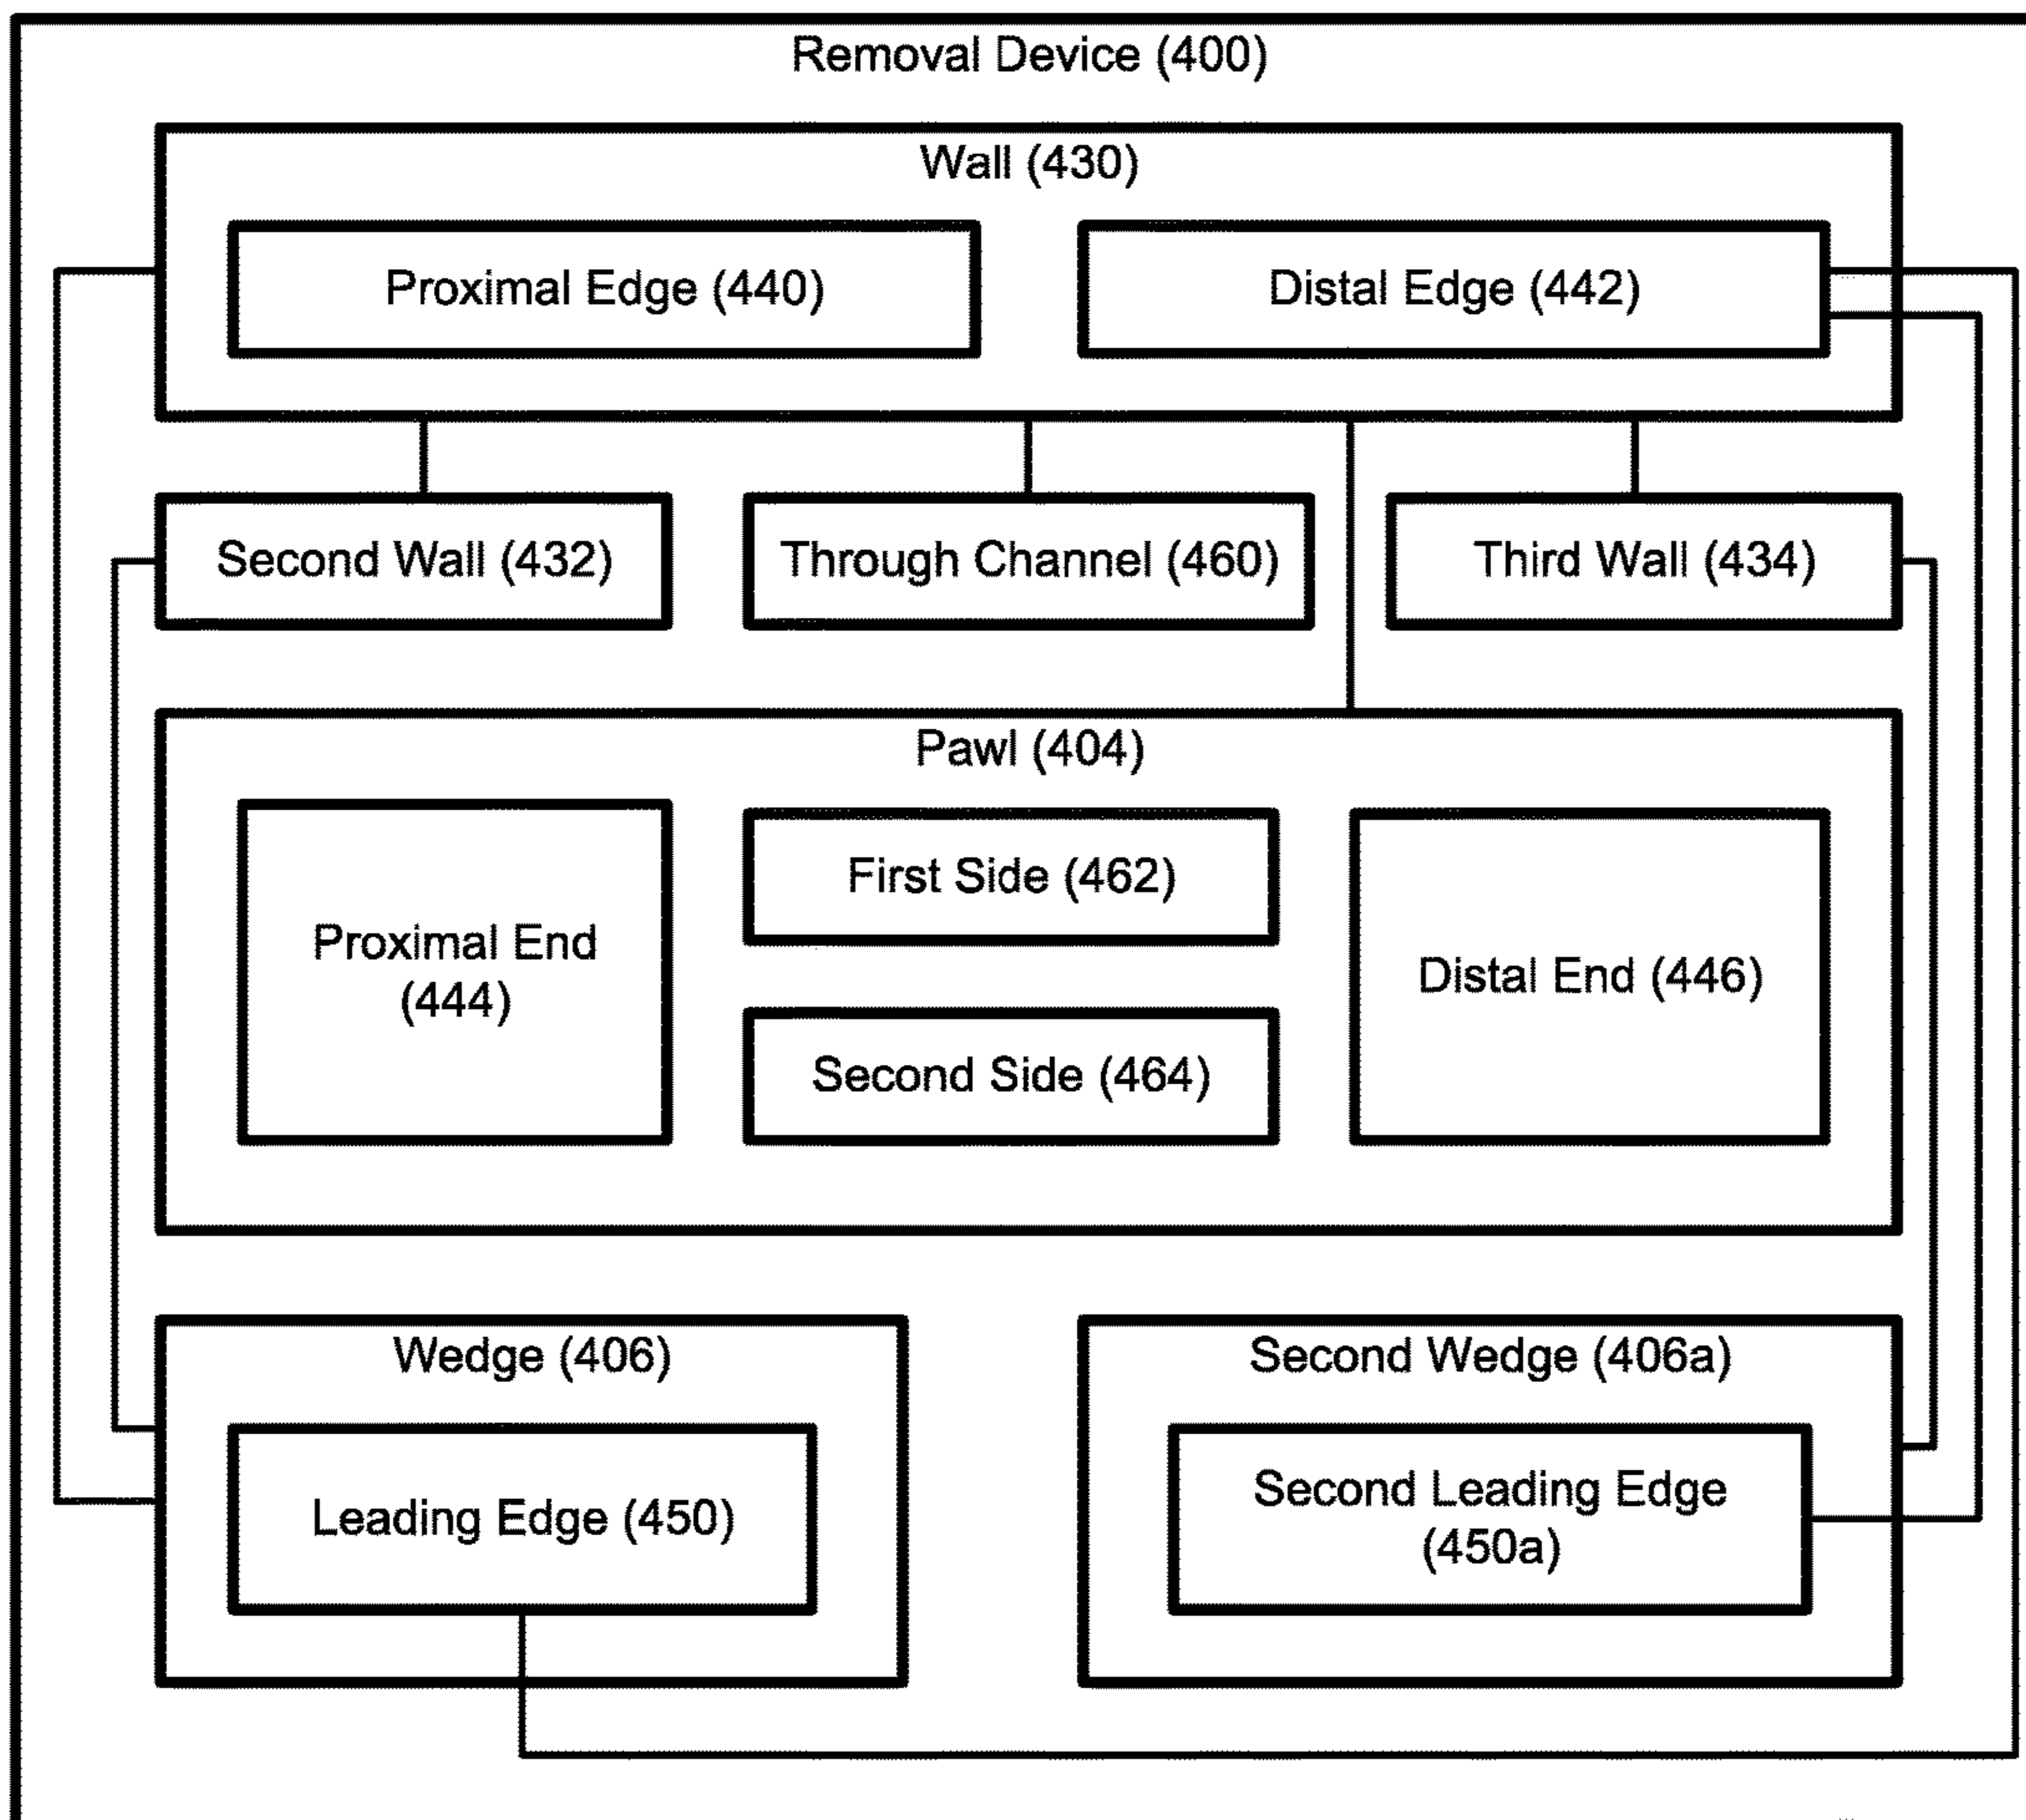 Removal Device (400)
Wall (430)
Proximal Edge (440)
Distal Edge (442)
Second Wall (432)
Through Channel (460)
Third Wall (434)
Pawl (404)
Proximal End
(444)
First Side (462)
Second Side (464)
Distal End (446)
Wedge (406)
Leading Edge (450)
Second Wedge (406a)
Second Leading Edge
(450a)